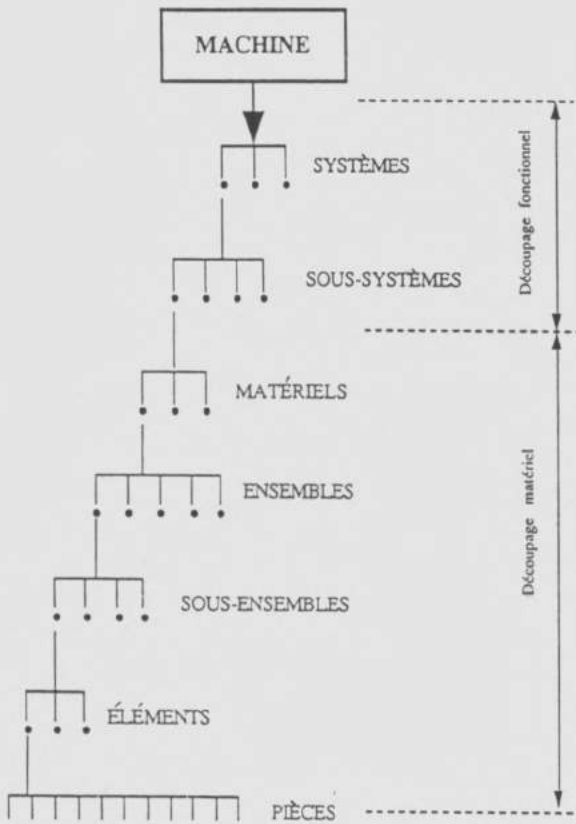 MACHINE
SYSTÈMES
Découpage fonctionnel
SOUS-SYSTÈMES
MATÉRIELS
ENSEMBLES
Découpage matériel
SOUS-ENSEMBLES
ÉLÉMENTS
PIÈCES